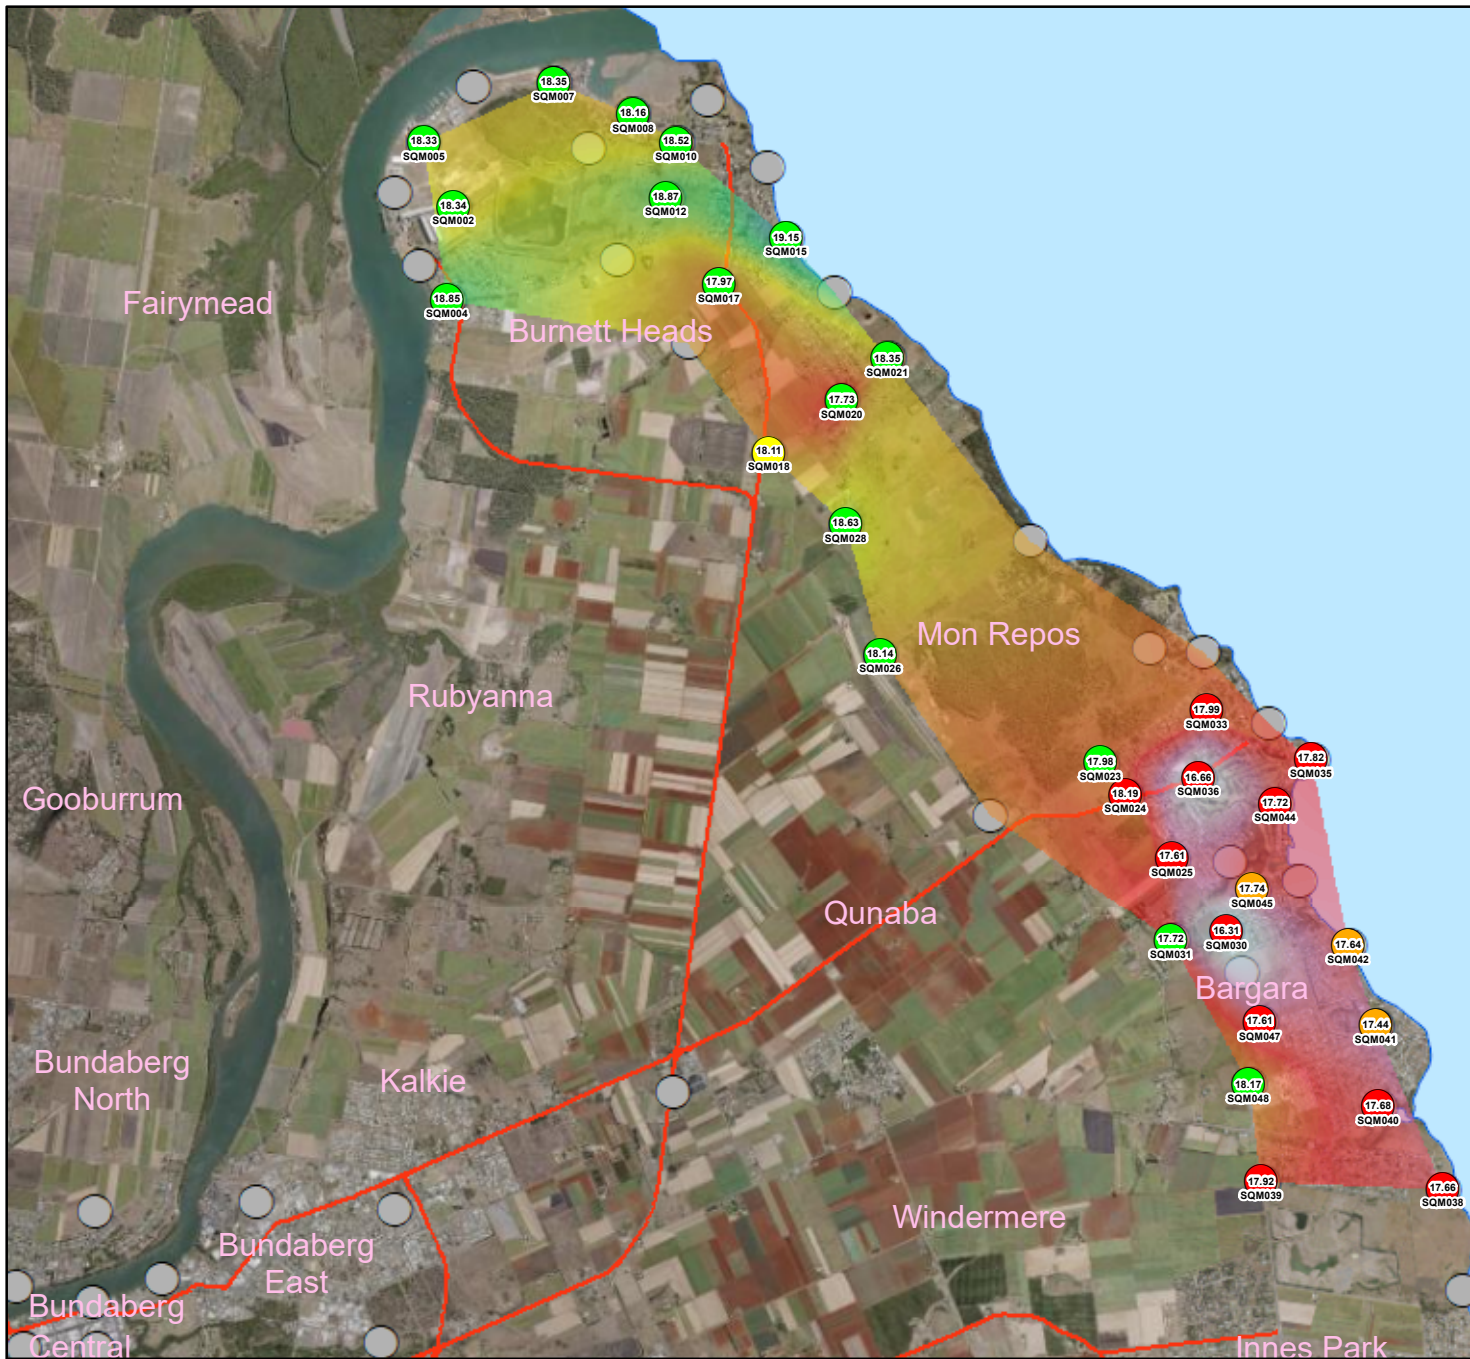 18.35
SQM007
18.16
SQM008
18.33
SQM005
18.52
SQM010
18.34
SQM002
18.87
SQM012
19.15
SQM015
17.97
SQM017
18.85
SQM004
Fairymead
Burnett Heads
18.35
SQM021
17.73
SQM020
18.11
SQM018
18.63
SQM028
Mon Repos
18.14
SQM026
Rubyanna
17.99
SQM033
17.98
SQM023
16.66
SQM036
17.82
SQM035
18.19
SQM024
17.72
SQM044
Gooburrum
17.61
SQM025
17.74
SQM045
Qunaba
16.31
SQM030
17.72
SQM031
17.64
SQM042
Bargara
17.61
SQM047
17.44
SQM041
Bundaberg
North
Kalkie
18.17
SQM048
17.68
SQM040
17.92
SQM039
17.66
SQM038
Windermere
Bundaberg
East
Bundaberg
Central
Innes Park